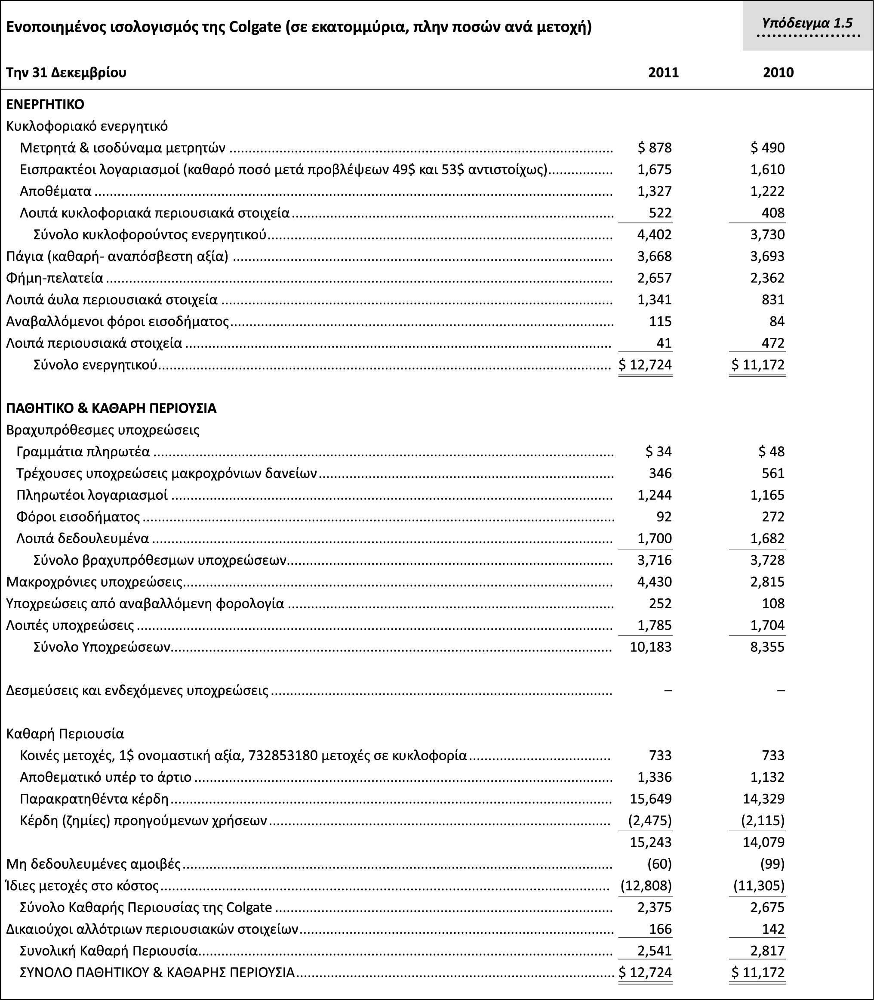 Ενοποιημένος ισολογισμός της Colgate (σε εκατομμύρια, πλην ποσών ανά μετοχή)
Υπόδειγμα 1.5
Την 31 Δεκεμβρίου 2011 2010
ΕΝΕΡΓΗΤΙΚΟ
Κυκλοφοριακό ενεργητικό
Μετρητά & ισοδύναμα μετρητών $ 878 $ 490
Εισπρακτέοι λογαριασμοί (καθαρό ποσό μετά προβλέψεων 49$ και 53$ αντιστοίχως) 1,675 1,610
Αποθέματα 1,327 1,222
Λοιπά κυκλοφοριακά περιουσιακά στοιχεία 522 408
Σύνολο κυκλοφορούντος ενεργητικού 4,402 3,730
Πάγια (καθαρή- αναπόσβεστη αξία) 3,668 3,693
Φήμη-πελατεία 2,657 2,362
Λοιπά άυλα περιουσιακά στοιχεία 1,341 831
Αναβαλλόμενοι φόροι εισοδήματος 115 84
Λοιπά περιουσιακά στοιχεία 41 472
Σύνολο ενεργητικού $ 12,724 $ 11,172
ΠΑΘΗΤΙΚΟ & ΚΑΘΑΡΗ ΠΕΡΙΟΥΣΙΑ
Βραχυπρόθεσμες υποχρεώσεις
Γραμμάτια πληρωτέα $ 34 $ 48
Τρέχουσες υποχρεώσεις μακροχρόνιων δανείων 346 561
Πληρωτέοι λογαριασμοί 1,244 1,165
Φόροι εισοδήματος 92 272
Λοιπά δεδουλευμένα 1,700 1,682
Σύνολο βραχυπρόθεσμων υποχρεώσεων 3,716 3,728
Μακροχρόνιες υποχρεώσεις 4,430 2,815
Υποχρεώσεις από αναβαλλόμενη φορολογία 252 108
Λοιπές υποχρεώσεις 1,785 1,704
Σύνολο Υποχρεώσεων 10,183 8,355
Δεσμεύσεις και ενδεχόμενες υποχρεώσεις – –
Καθαρή Περιουσία
Κοινές μετοχές, 1$ ονομαστική αξία, 732853180 μετοχές σε κυκλοφορία 733 733
Αποθεματικό υπέρ το άρτιο 1,336 1,132
Παρακρατηθέντα κέρδη 15,649 14,329
Κέρδη (ζημίες) προηγούμενων χρήσεων (2,475) (2,115)
15,243 14,079
Μη δεδουλευμένες αμοιβές (60) (99)
Ίδιες μετοχές στο κόστος (12,808) (11,305)
Σύνολο Καθαρής Περιουσίας της Colgate 2,375 2,675
Δικαιούχοι αλλότριων περιουσιακών στοιχείων 166 142
Συνολική Καθαρή Περιουσία 2,541 2,817
ΣΥΝΟΛΟ ΠΑΘΗΤΙΚΟΥ & ΚΑΘΑΡΗΣ ΠΕΡΙΟΥΣΙΑ $ 12,724 $ 11,172